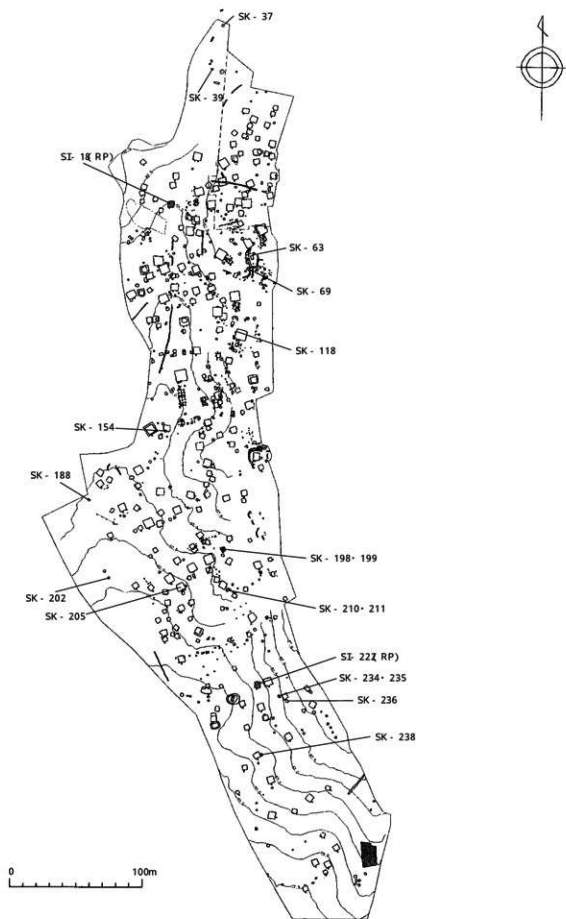 SK - 37
SK - 39
SI - 18( RP)
SK - 63
SK - 69
SK - 118
SK - 154
SK - 188
SK - 198・199
SK - 202
SK - 210・211
SK - 205
SI - 227( RP)
SK - 234・235
SK - 236
SK - 238
0 100m